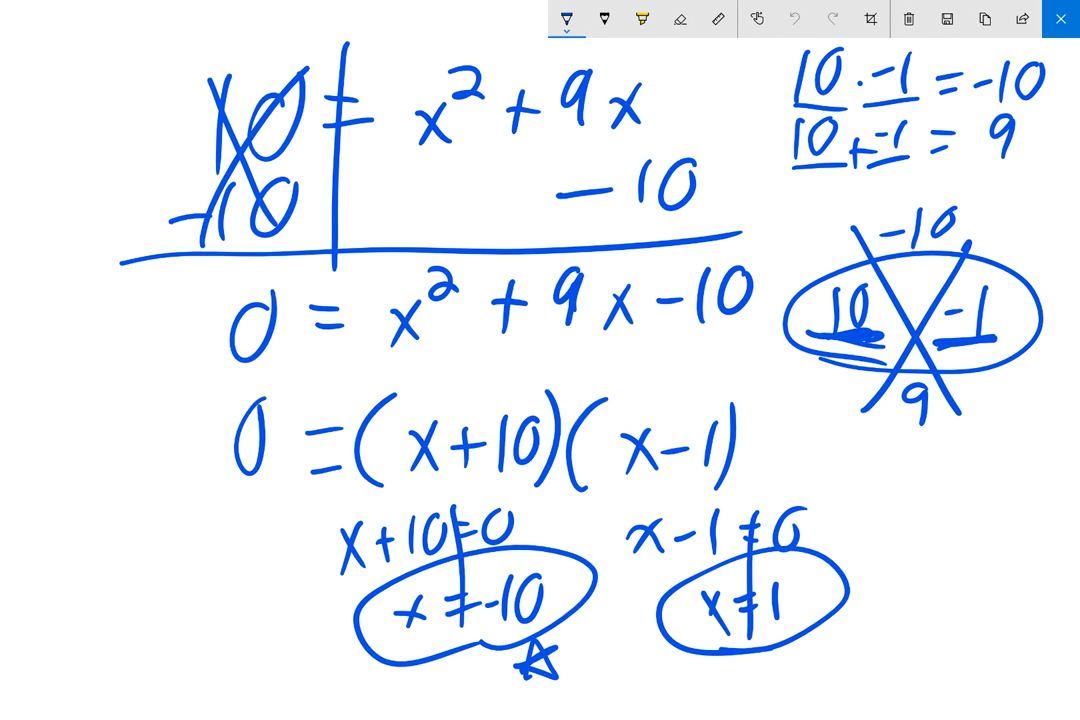 10 = x² + 9x
-10 - 10
0 = x² + 9x - 10
0 = (x+10)(x-1)
x+10=0 x-1=0
x=-10 x=1
10 · -1 = -10
10 + -1 = 9
-10
10 -1
9